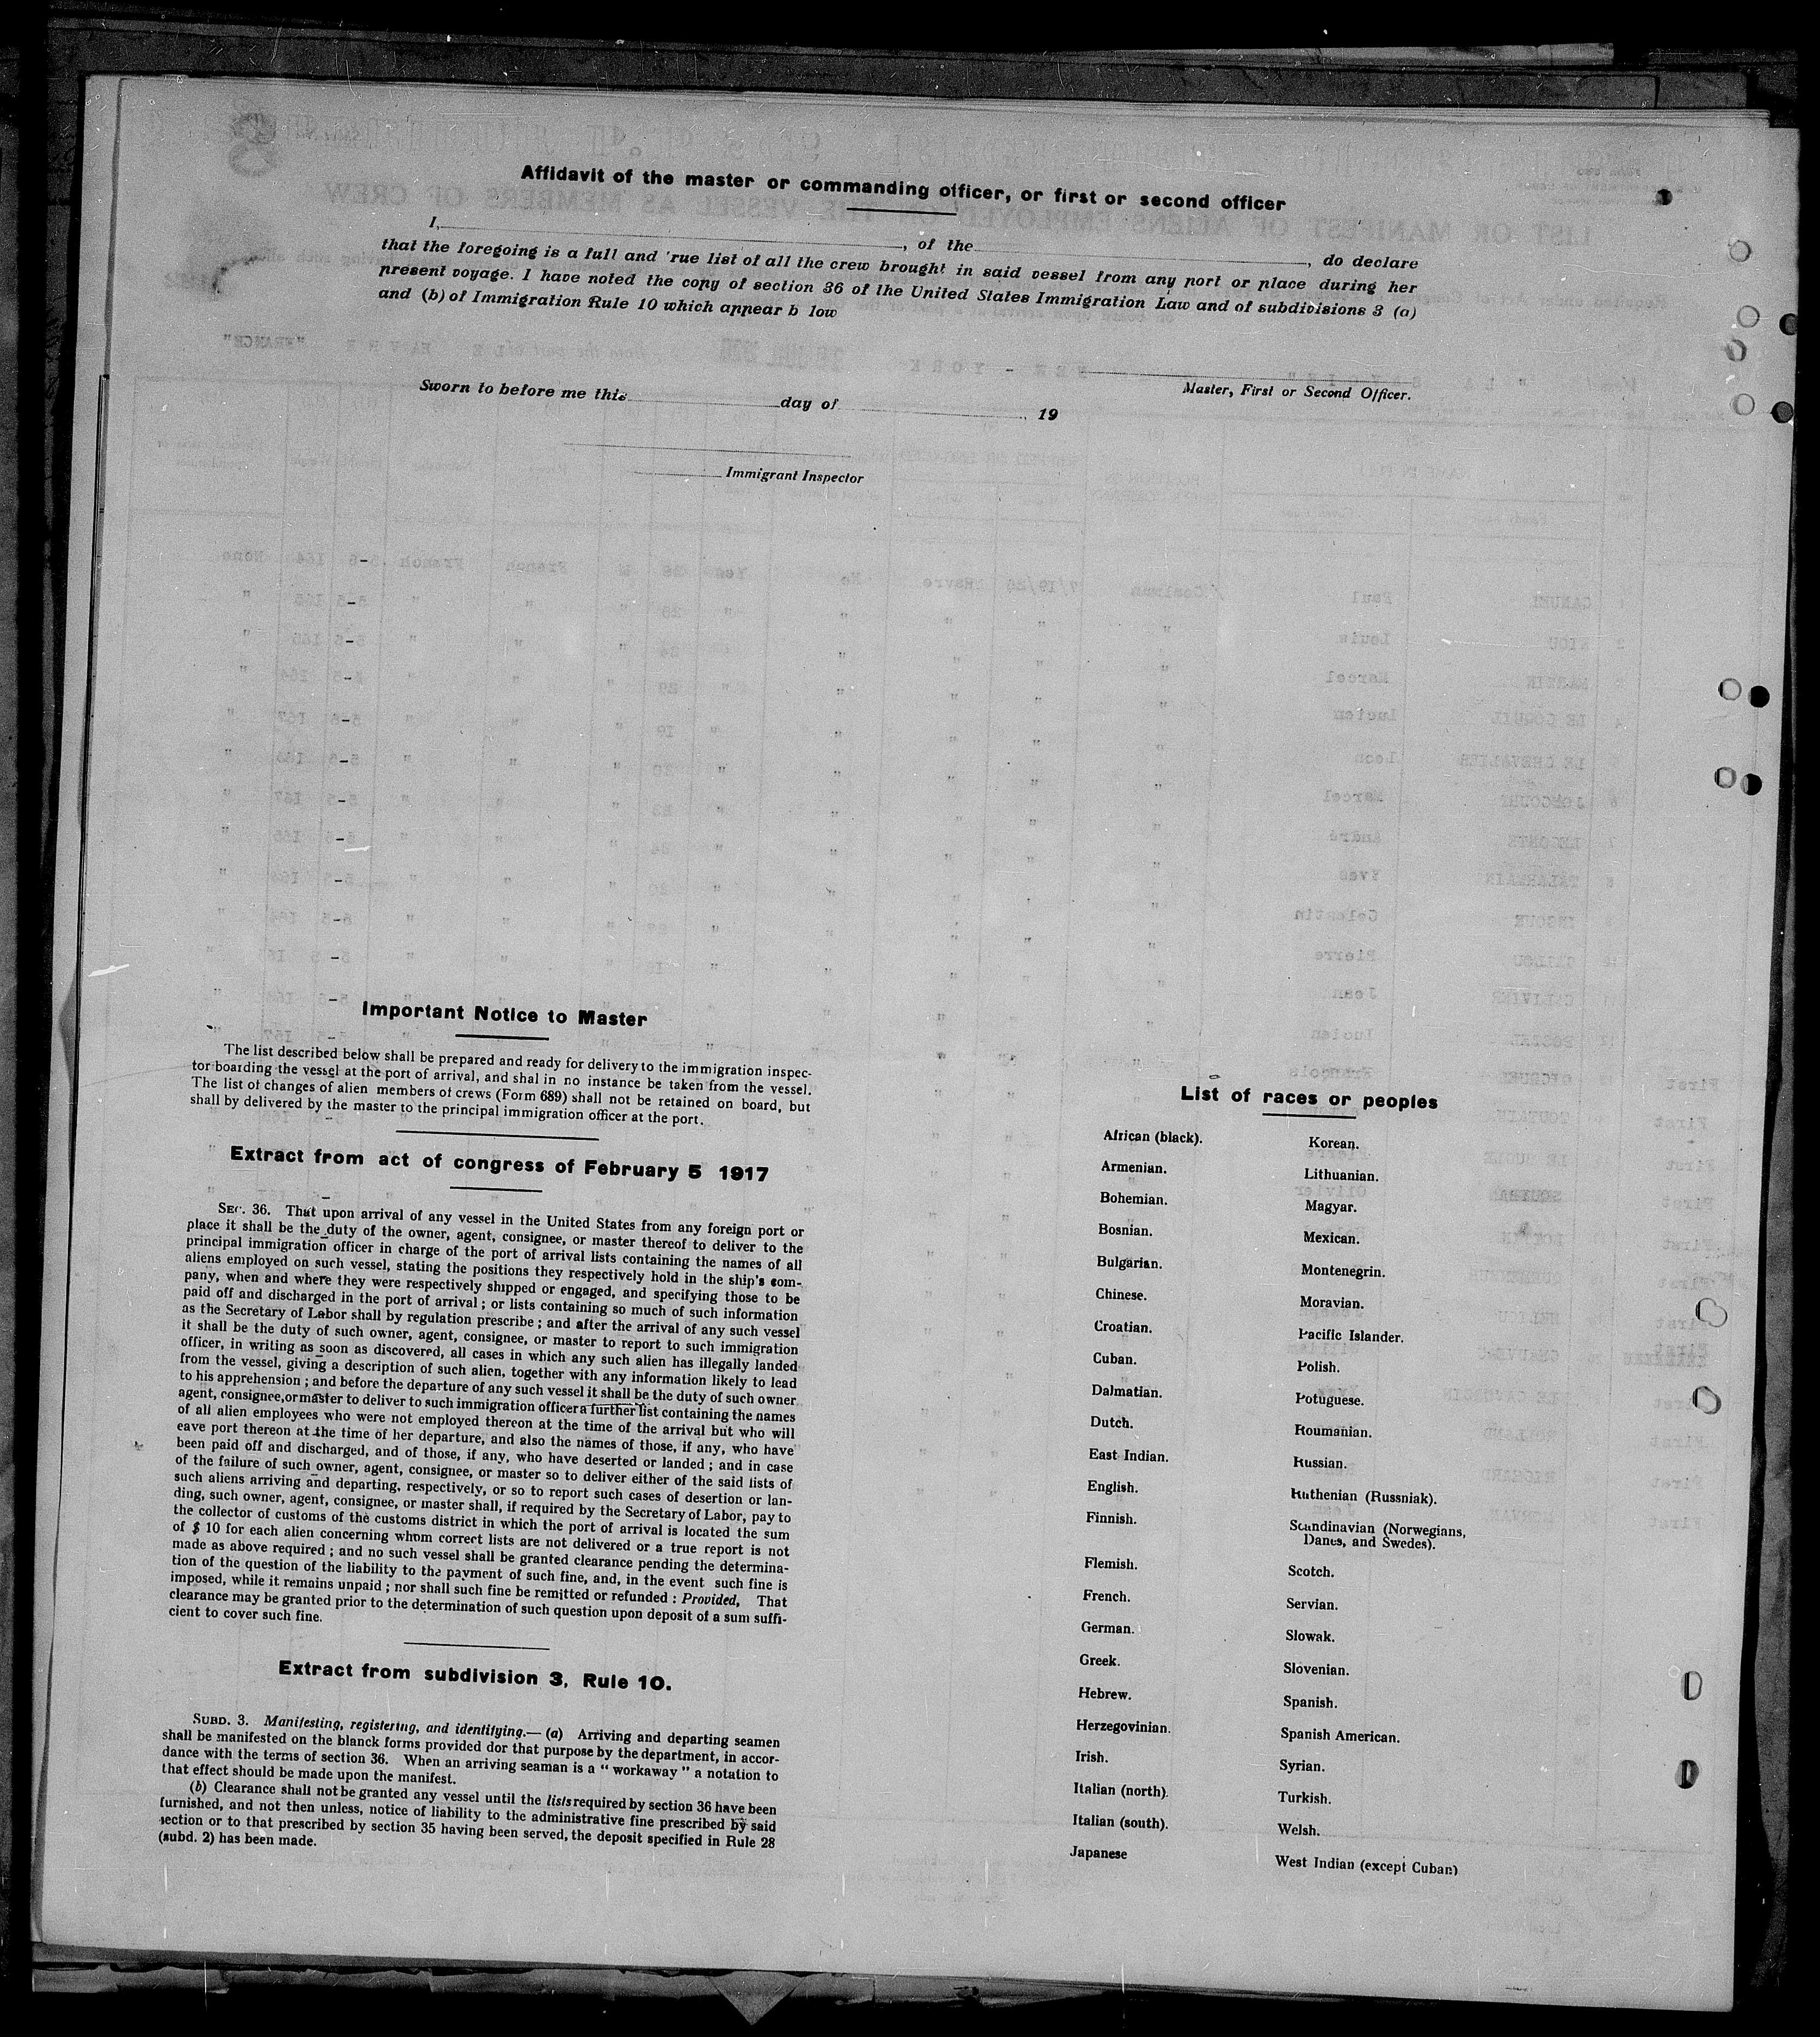 Affidavit of the master or commanding officer, or first or second officer
I, , of the , do declare
that the foregoing is a full and 'rue list of all the crew brought in said vessel from any port or place during her
present voyage. I have noted the copy of section 36 of the United States Immigration Law and of subdivisions 3 (a)
and (b) of Immigration Rule 10 which appear b low
Master, First or Second Officer.
Sworn to before me this day of 19
Immigrant Inspector
Important Notice to Master
The list described below shall be prepared and ready for delivery to the immigration inspec-
tor boarding the vessel at the port of arrival, and shal in no instance be taken from the vessel.
The list of changes of alien members of crews (Form 689) shall not be retained on board, but
shall by delivered by the master to the principal immigration officer at the port.
Extract from act of congress of February 5 1917
SEC. 36. That upon arrival of any vessel in the United States from any foreign port or
place it shall be the duty of the owner, agent, consignee, or master thereof to deliver to the
principal immigration officer in charge of the port of arrival lists containing the names of all
aliens employed on such vessel, stating the positions they respectively hold in the ship's com-
pany, when and where they were respectively shipped or engaged, and specifying those to be
paid off and discharged in the port of arrival ; or lists containing so much of such information
as the Secretary of Labor shall by regulation prescribe ; and after the arrival of any such vessel
it shall be the duty of such owner, agent, consignee, or master to report to such immigration
officer, in writing as soon as discovered, all cases in which any such alien has illegally landed
from the vessel, giving a description of such alien, together with any information likely to lead
to his apprehension ; and before the departure of any such vessel it shall be the duty of such owner
agent, consignee, or master to deliver to such immigration officer a further list containing the names
of all alien employees who were not employed thereon at the time of the arrival but who will
eave port thereon at the time of her departure, and also the names of those, if any, who have
been paid off and discharged, and of those, if any, who have deserted or landed ; and in case
of the failure of such owner, agent, consignee, or master so to deliver either of the said lists of
such aliens arriving and departing, respectively, or so to report such cases of desertion or lan-
ding, such owner, agent, consignee, or master shall, if required by the Secretary of Labor, pay to
the collector of customs of the customs district in which the port of arrival is located the sum
of $ 10 for each alien concerning whom correct lists are not delivered or a true report is not
made as above required ; and no such vessel shall be granted clearance pending the determina-
tion of the question of the liability to the payment of such fine, and, in the event such fine is
imposed, while it remains unpaid ; nor shall such fine be remitted or refunded : Provided, That
clearance may be granted prior to the determination of such question upon deposit of a sum suffi-
cient to cover such fine.
Extract from subdivision 3, Rule 10.
SUBD. 3. Manifesting, registering, and identifying.— (a) Arriving and departing seamen
shall be manifested on the blanck forms provided dor that purpose by the department, in accor-
dance with the terms of section 36. When an arriving seaman is a " workaway " a notation to
that effect should be made upon the manifest.
(b) Clearance shall not be granted any vessel until the lists required by section 36 have been
furnished, and not then unless, notice of liability to the administrative fine prescribed by said
section or to that prescribed by section 35 having been served, the deposit specified in Rule 28
(subd. 2) has been made.
List of races or peoples
African (black).
Armenian.
Bohemian.
Bosnian.
Bulgarian.
Chinese.
Croatian.
Cuban.
Dalmatian.
Dutch.
East Indian.
English.
Finnish.
Flemish.
French.
German.
Greek.
Hebrew.
Herzegovinian.
Irish.
Italian (north).
Italian (south).
Japanese
Korean.
Lithuanian.
Magyar.
Mexican.
Montenegrin.
Moravian.
Pacific Islander.
Polish.
Potuguese.
Roumanian.
Russian.
Ruthenian (Russniak).
Scandinavian (Norwegians,
Danes, and Swedes).
Scotch.
Servian.
Slowak.
Slovenian.
Spanish.
Spanish American.
Syrian.
Turkish.
Welsh.
West Indian (except Cuban)